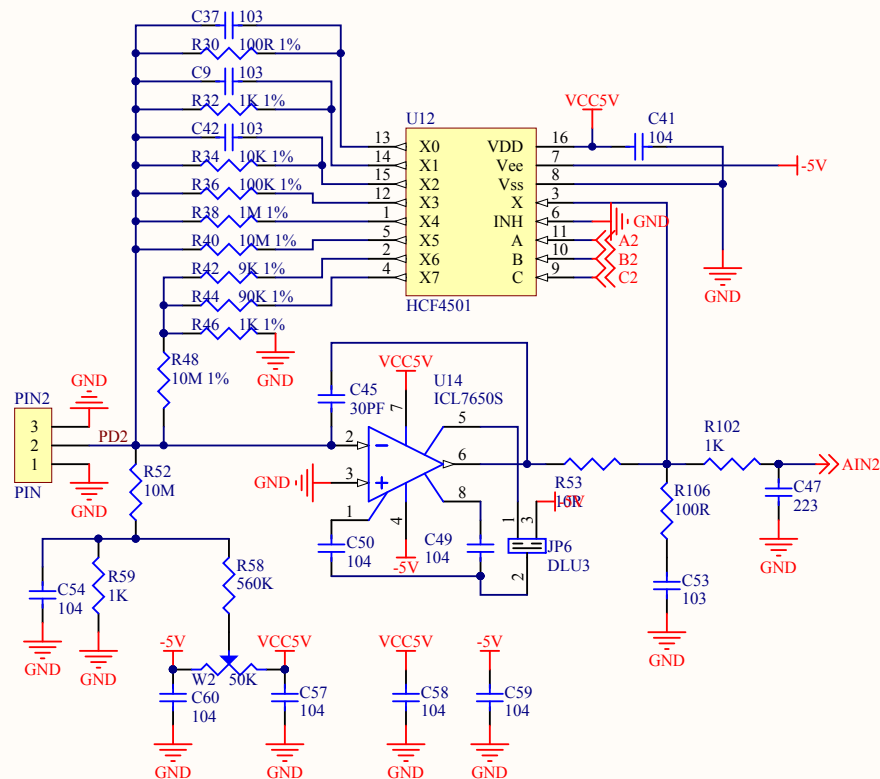 C37 103
R30 100R 1%
C9 103
R32 1K 1%
C42 103
R34 10K 1%
R36 100K 1%
R38 1M 1%
R40 10M 1%
R42 9K 1%
R44 90K 1%
R46 1K 1%
GND
R48
10M 1%
U12
13 X0
14 X1
15 X2
12 X3
1 X4
5 X5
2 X6
4 X7
VDD 16
Vee 7
Vss 8
X 3
INH 6
A 11
B 10
C 9
HCF4501
VCC5V
C41
104
-5V
GND
A2
B2
C2
GND
PIN2
3
2
1
PIN
GND
PD2
GND
R52
10M
C45
30PF
VCC5V
7
U14
ICL7650S
5
2
6
3
GND
8
1
4
-5V
C50
104
C49
104
1
3
-5V
2
JP6
DLU3
R53
10R
R102
1K
AIN2
R106
100R
C47
223
GND
C53
103
GND
C54
104
GND
R59
1K
GND
R58
560K
-5V
VCC5V
W2 50K
C60
104
GND
C57
104
GND
VCC5V
C58
104
GND
-5V
C59
104
GND